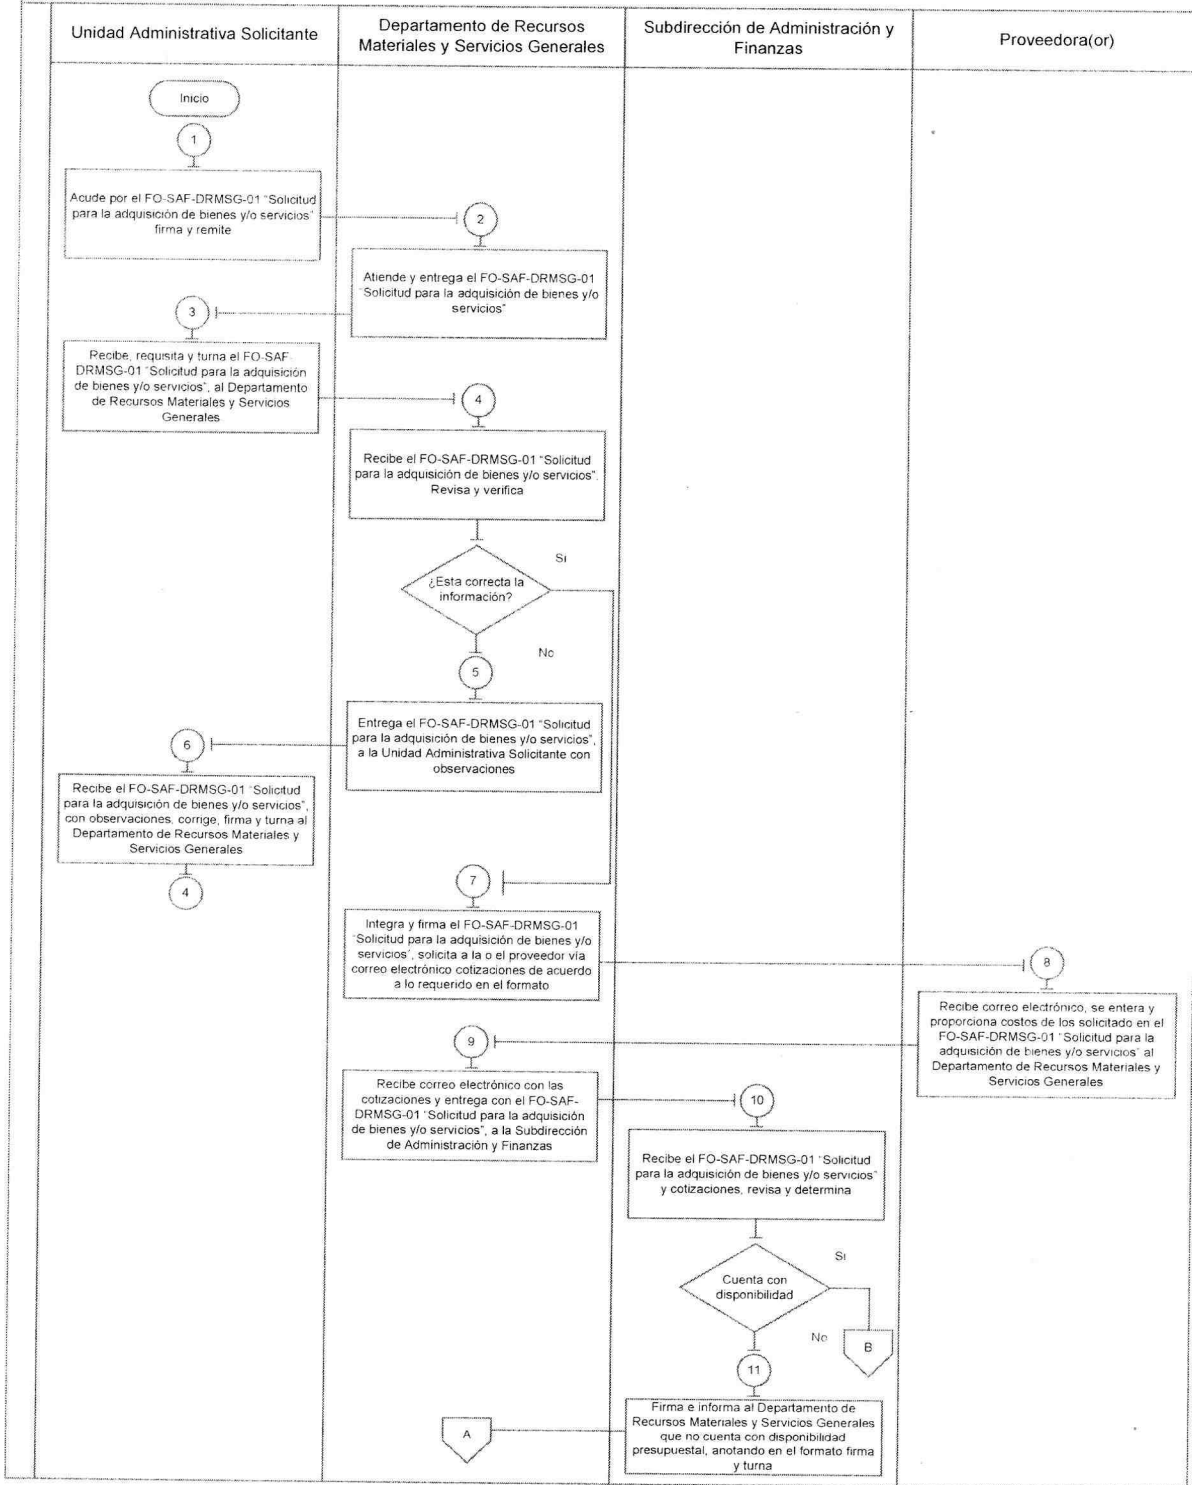 Unidad Administrativa Solicitante
Departamento de Recursos
Materiales y Servicios Generales
Subdirección de Administración y
Finanzas
Proveedora(or)
Inicio
1
Acude por el FO-SAF-DRMSG-01 "Solicitud
para la adquisición de bienes y/o servicios"
firma y remite
2
Atiende y entrega el FO-SAF-DRMSG-01
"Solicitud para la adquisición de bienes y/o
servicios"
3
Recibe, requisita y turna el FO-SAF-
DRMSG-01 "Solicitud para la adquisición
de bienes y/o servicios", al Departamento
de Recursos Materiales y Servicios
Generales
4
Recibe el FO-SAF-DRMSG-01 "Solicitud
para la adquisición de bienes y/o servicios".
Revisa y verifica
Si
¿Esta correcta la
información?
No
5
Entrega el FO-SAF-DRMSG-01 "Solicitud
para la adquisición de bienes y/o servicios",
a la Unidad Administrativa Solicitante con
observaciones
6
Recibe el FO-SAF-DRMSG-01 "Solicitud
para la adquisición de bienes y/o servicios",
con observaciones, corrige, firma y turna al
Departamento de Recursos Materiales y
Servicios Generales
4
7
Integra y firma el FO-SAF-DRMSG-01
"Solicitud para la adquisición de bienes y/o
servicios", solicita a la o el proveedor vía
correo electrónico cotizaciones de acuerdo
a lo requerido en el formato
8
Recibe correo electrónico, se entera y
proporciona costos de los solicitado en el
FO-SAF-DRMSG-01 "Solicitud para la
adquisición de bienes y/o servicios" al
Departamento de Recursos Materiales y
Servicios Generales
9
Recibe correo electrónico con las
cotizaciones y entrega con el FO-SAF-
DRMSG-01 "Solicitud para la adquisición
de bienes y/o servicios", a la Subdirección
de Administración y Finanzas
10
Recibe el FO-SAF-DRMSG-01 "Solicitud
para la adquisición de bienes y/o servicios"
y cotizaciones, revisa y determina
Si
Cuenta con
disponibilidad
No
B
11
Firma e informa al Departamento de
Recursos Materiales y Servicios Generales
que no cuenta con disponibilidad
presupuestal, anotando en el formato firma
y turna
A